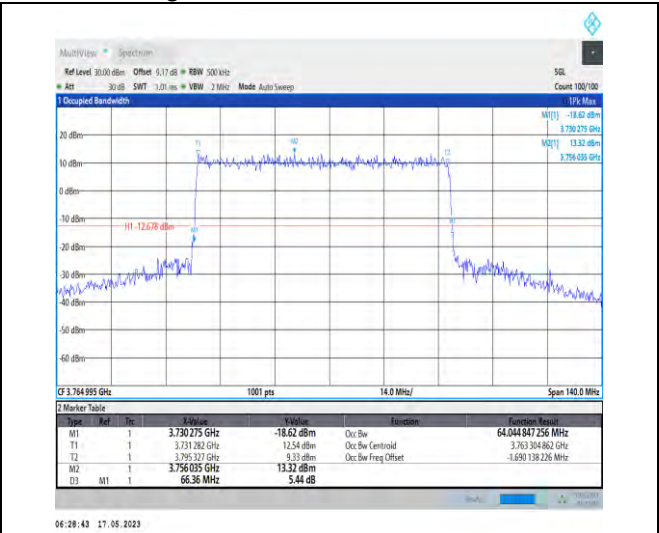 MultiView Spectrum
Ref Level 30.00 dBm Offset 9.17 dB RBW 500 kHz SGL
Att 30 dB SWT 1.01 ms VBW 2 MHz Mode Auto Sweep Count 100/100
1 Occupied Bandwidth 1Pk Max
M1[1] -18.62 dBm
3.730 275 GHz
M2[1] 13.32 dBm
3.756 035 GHz
20 dBm
T1 M2 T2
10 dBm
0 dBm
-10 dBm
H1 -12.678 dBm
M1
-20 dBm
-30 dBm
-40 dBm
-50 dBm
-60 dBm
CF 3.764 995 GHz 1001 pts 14.0 MHz/ Span 140.0 MHz
2 Marker Table
Type Ref Trc X-Value Y-Value Function Function Result
M1 1 3.730 275 GHz -18.62 dBm Occ Bw 64.044 847 256 MHz
T1 1 3.731 282 GHz 12.54 dBm Occ Bw Centroid 3.763 304 862 GHz
T2 1 3.795 327 GHz 9.33 dBm Occ Bw Freq Offset -1.690 138 226 MHz
M2 1 3.756 035 GHz 13.32 dBm
D3 M1 1 66.36 MHz 5.44 dB
06:28:43 17.05.2023